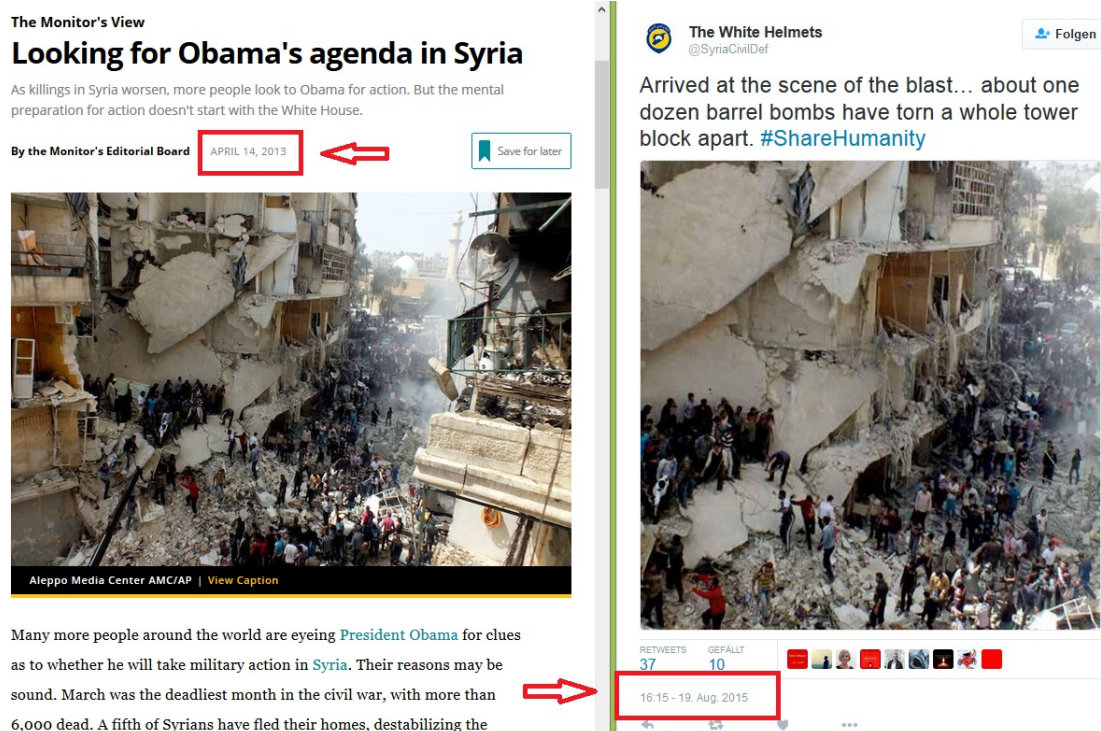 The Monitor's View
Looking for Obama's agenda in Syria
As killings in Syria worsen, more people look to Obama for action. But the mental
preparation for action doesn't start with the White House.
By the Monitor's Editorial Board
APRIL 14, 2013
Save for later
AMC
Aleppo Media Center AMC/AP | View Caption
Many more people around the world are eyeing President Obama for clues
as to whether he will take military action in Syria. Their reasons may be
sound. March was the deadliest month in the civil war, with more than
6,000 dead. A fifth of Syrians have fled their homes, destabilizing the
The White Helmets
@SyriaCivilDef
Folgen
Arrived at the scene of the blast... about one
dozen barrel bombs have torn a whole tower
block apart. #ShareHumanity
RETWEETS
37
GEFÄLLT
10
16:15 - 19. Aug. 2015